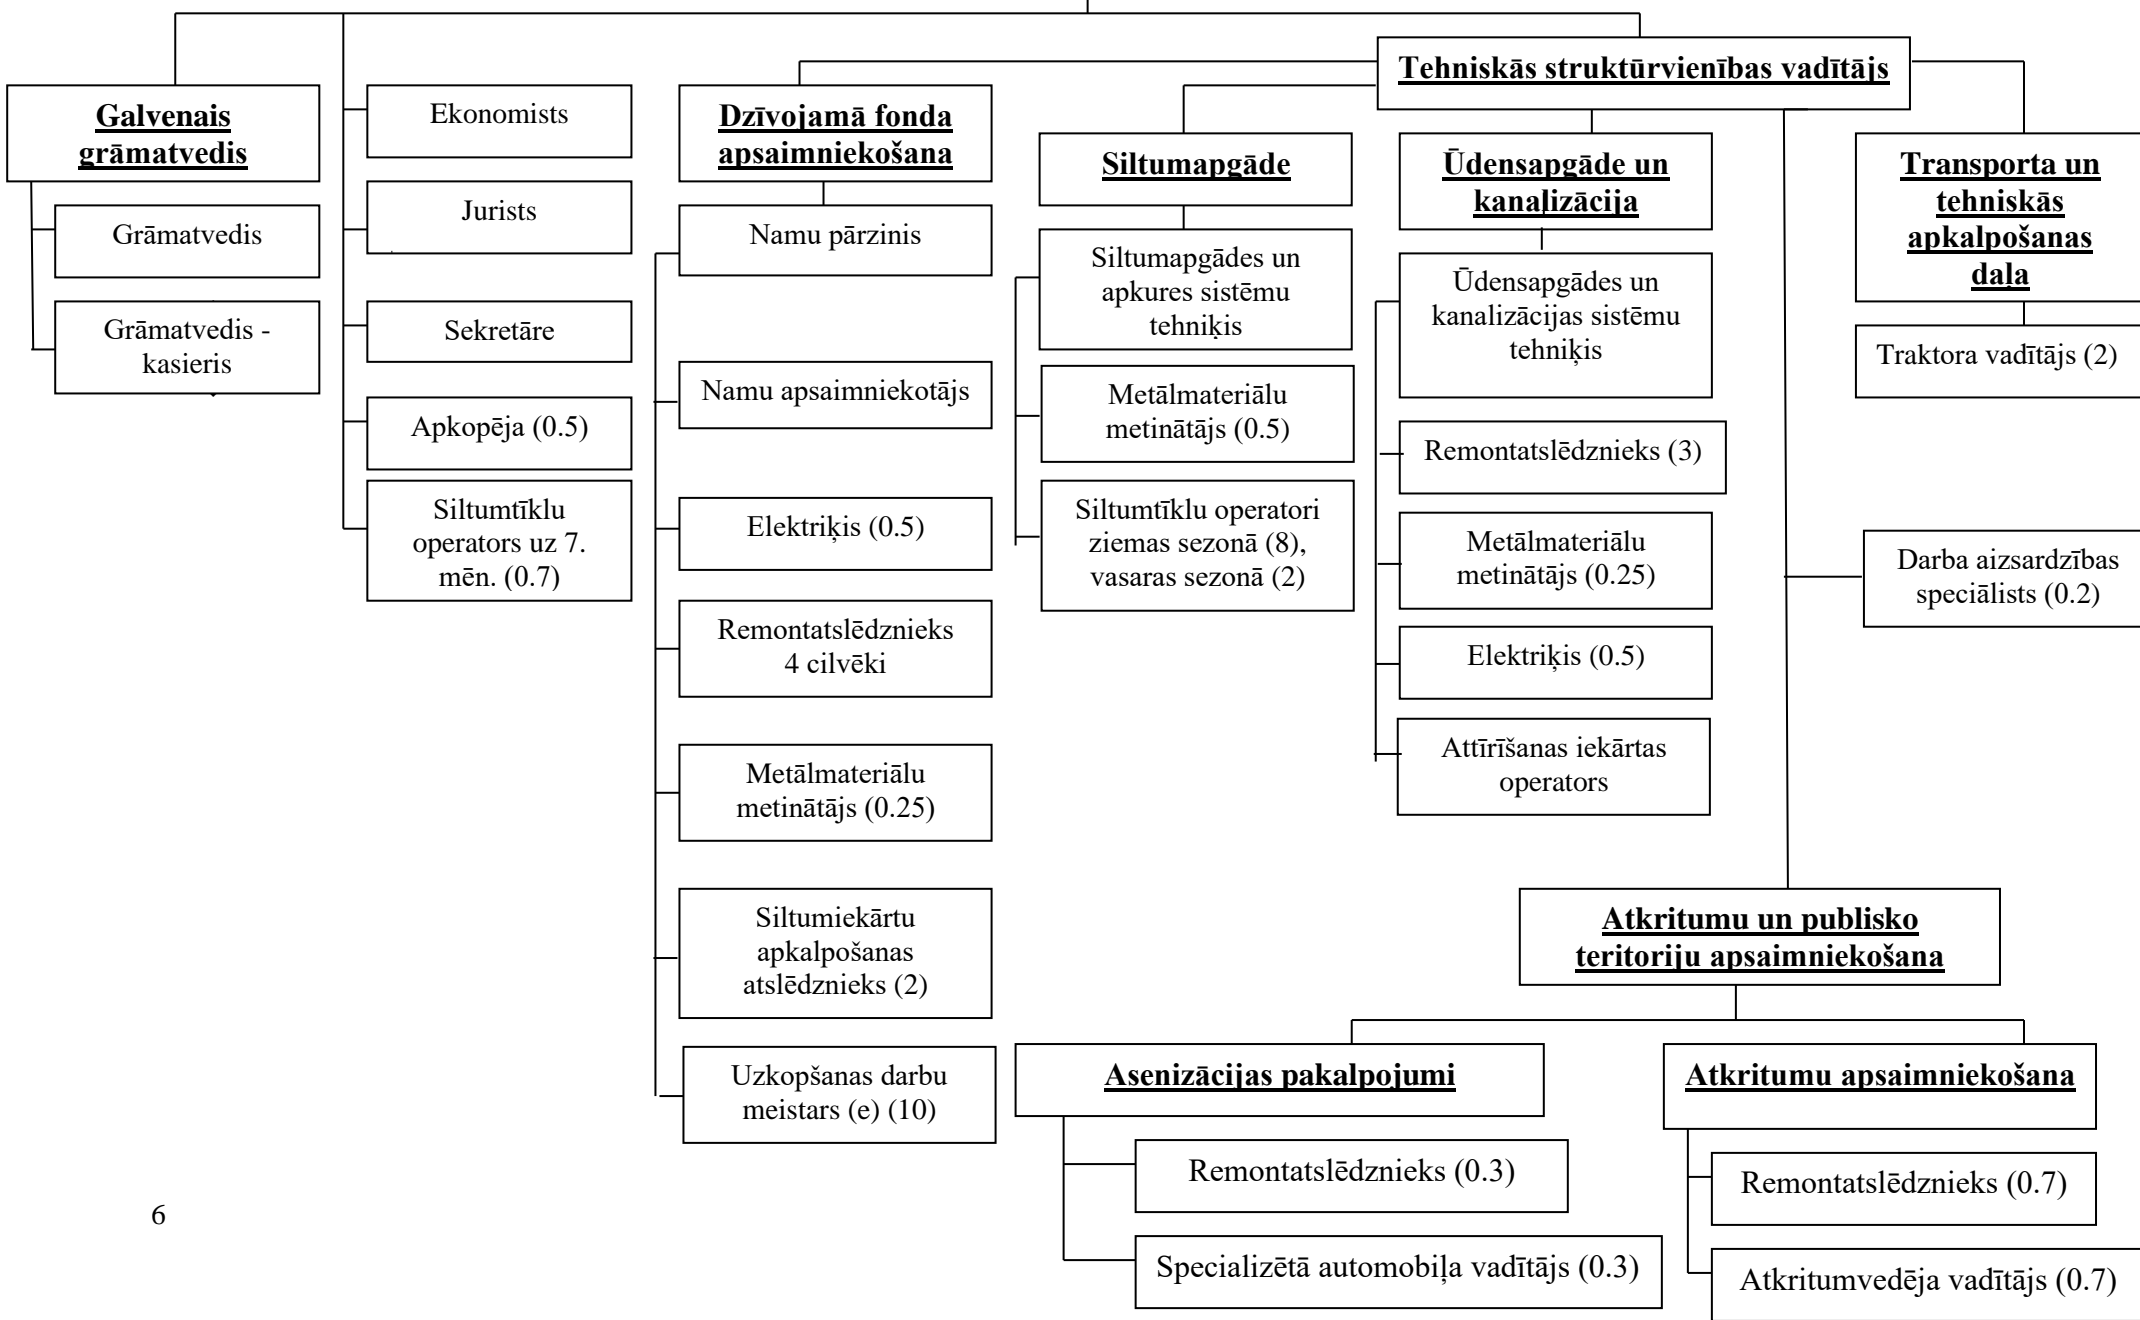 Tehniskās struktūrvienības vadītājs
Galvenais
grāmatvedis
Grāmatvedis
Grāmatvedis -
kasieris
Ekonomists
Jurists
Sekretāre
Apkopēja (0.5)
Siltumtīklu
operators uz 7.
mēn. (0.7)
Dzīvojamā fonda
apsaimniekošana
Namu pārzinis
Namu apsaimniekotājs
Elektriķis (0.5)
Remontatslēdznieks
4 cilvēki
Metālmateriālu
metinātājs (0.25)
Siltumiekārtu
apkalpošanas
atslēdznieks (2)
Uzkopšanas darbu
meistars (e) (10)
Siltumapgāde
Siltumapgādes un
apkures sistēmu
tehniķis
Metālmateriālu
metinātājs (0.5)
Siltumtīklu operatori
ziemas sezonā (8),
vasaras sezonā (2)
Ūdensapgāde un
kanalizācija
Ūdensapgādes un
kanalizācijas sistēmu
tehniķis
Remontatslēdznieks (3)
Metālmateriālu
metinātājs (0.25)
Elektriķis (0.5)
Attīrīšanas iekārtas
operators
Transporta un
tehniskās
apkalpošanas
daļa
Traktora vadītājs (2)
Darba aizsardzības
speciālists (0.2)
Atkritumu un publisko
teritoriju apsaimniekošana
Asenizācijas pakalpojumi
Remontatslēdznieks (0.3)
Specializētā automobiļa vadītājs (0.3)
Atkritumu apsaimniekošana
Remontatslēdznieks (0.7)
Atkritumvedēja vadītājs (0.7)
6